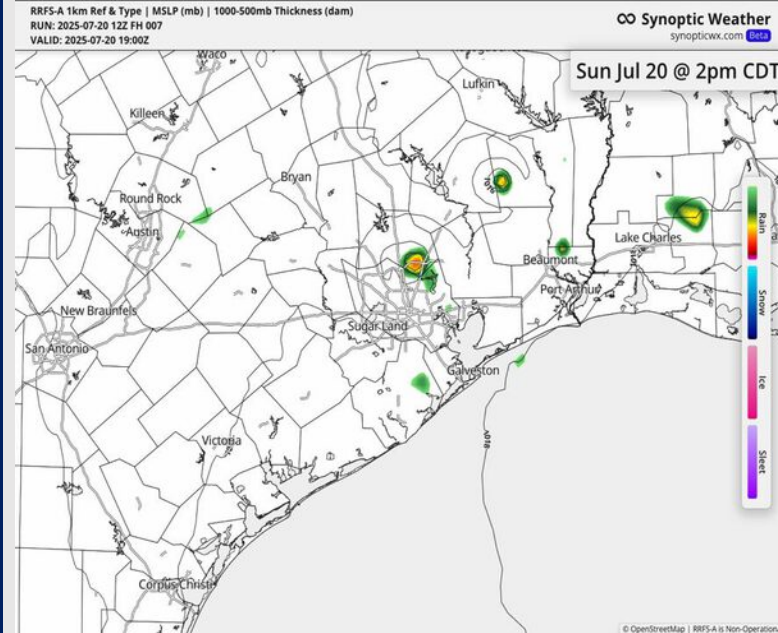 RRFS-A 1km Ref & Type | MSLP (mb) | 1000-500mb Thickness (dam)
RUN: 2025-07-20 12Z FH 007
VALID: 2025-07-20 19:00Z
Synoptic Weather
synopticwx.com Beta
Sun Jul 20 @ 2pm CDT
Waco
Lufkin
Killeen
Bryan
Round Rock
Austin
Lake Charles
Beaumont
Port Arthur
New Braunfels
Sugar Land
San Antonio
Galveston
Victoria
Corpus Christi
Rain
Snow
Ice
Sleet
© OpenStreetMap | RRFS-A is Non-Operation